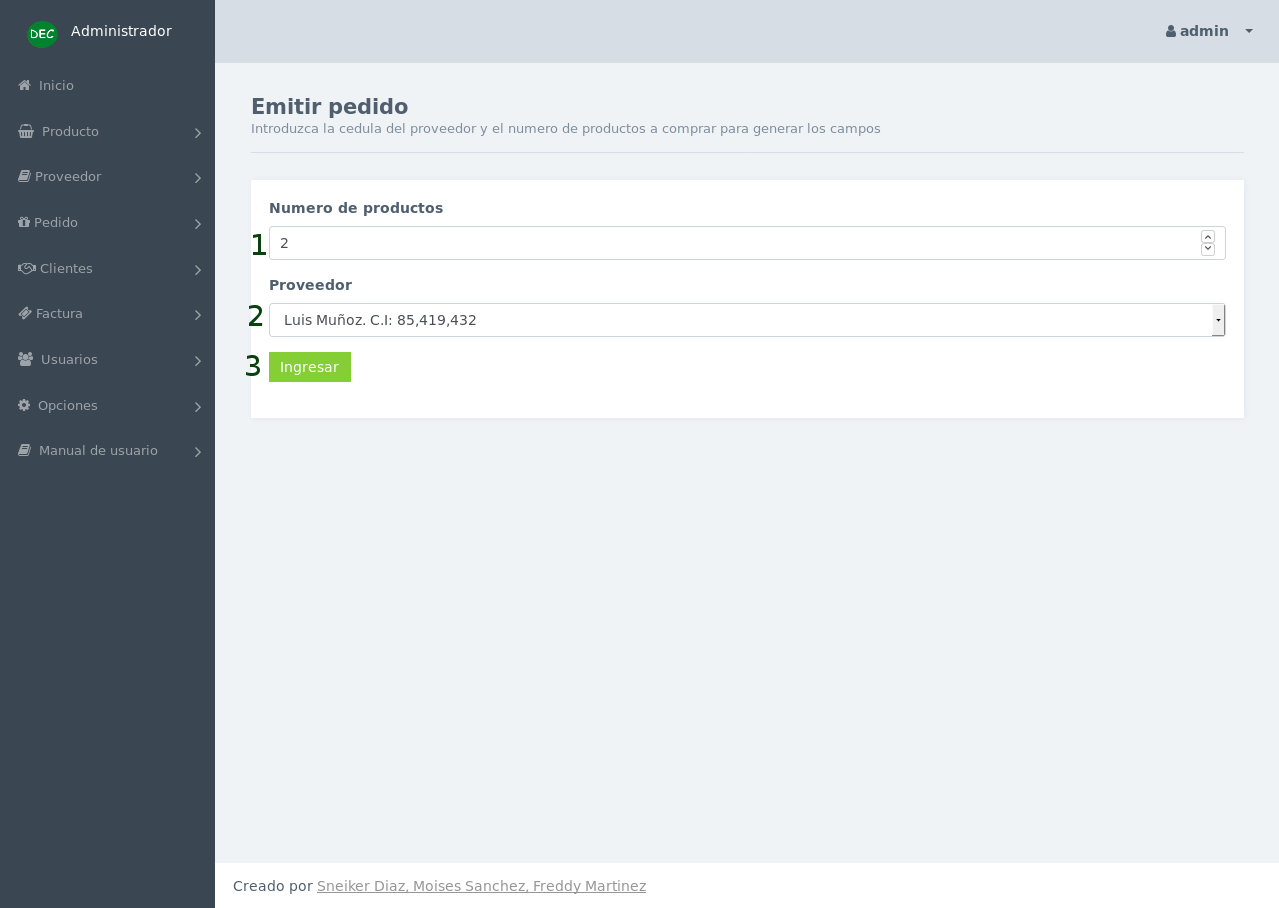 DEC Administrador
admin
Inicio
Producto
Proveedor
Pedido
Clientes
Factura
Usuarios
Opciones
Manual de usuario
Emitir pedido
Introduzca la cedula del proveedor y el numero de productos a comprar para generar los campos
Numero de productos
1 2
Proveedor
2 Luis Muñoz. C.I: 85,419,432
3 Ingresar
Creado por Sneiker Diaz, Moises Sanchez, Freddy Martinez